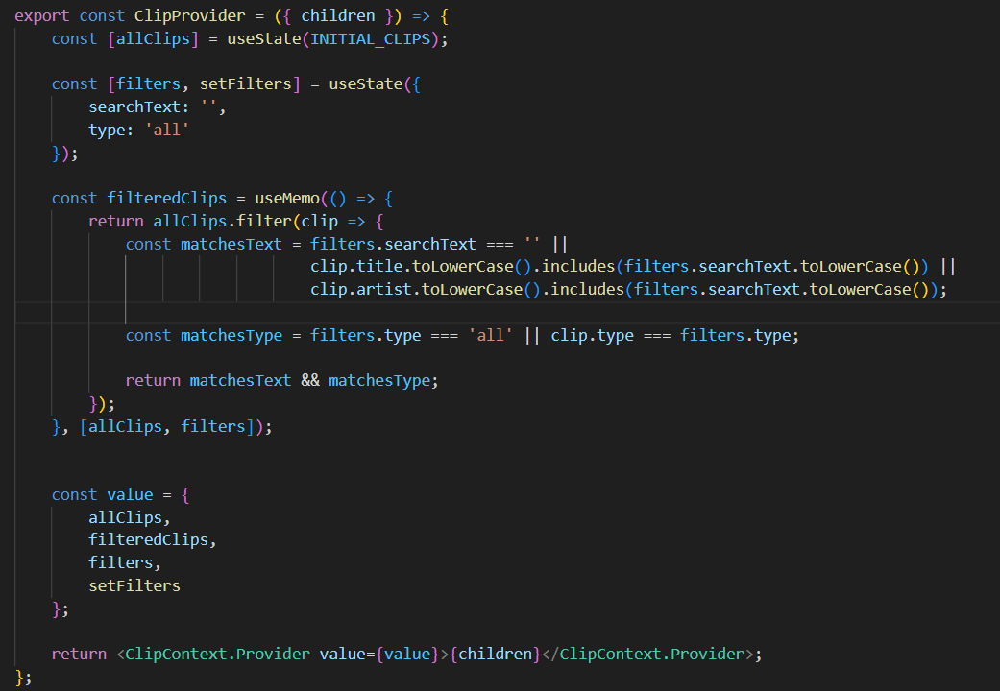 export const ClipProvider = ({ children }) => {
    const [allClips] = useState(INITIAL_CLIPS);

    const [filters, setFilters] = useState({
        searchText: '',
        type: 'all'
    });

    const filteredClips = useMemo(() => {
        return allClips.filter(clip => {
            const matchesText = filters.searchText === '' ||
                                clip.title.toLowerCase().includes(filters.searchText.toLowerCase()) ||
                                clip.artist.toLowerCase().includes(filters.searchText.toLowerCase());

            const matchesType = filters.type === 'all' || clip.type === filters.type;

            return matchesText && matchesType;
        });
    }, [allClips, filters]);


    const value = {
        allClips,
        filteredClips,
        filters,
        setFilters
    };

    return <ClipContext.Provider value={value}>{children}</ClipContext.Provider>;
};